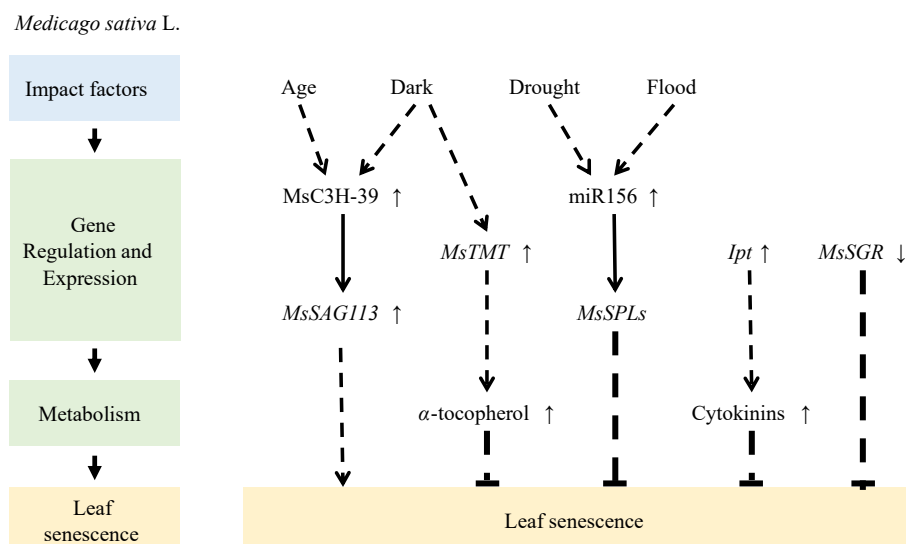 Medicago sativa L.
Impact factors
Gene
Regulation and
Expression
Metabolism
Leaf
senescence
Age
Dark
Drought
Flood
MsC3H-39 ↑
miR156 ↑
MsTMT ↑
Ipt ↑
MsSGR ↓
MsSAG113 ↑
MsSPLs
α-tocopherol ↑
Cytokinins ↑
Leaf senescence